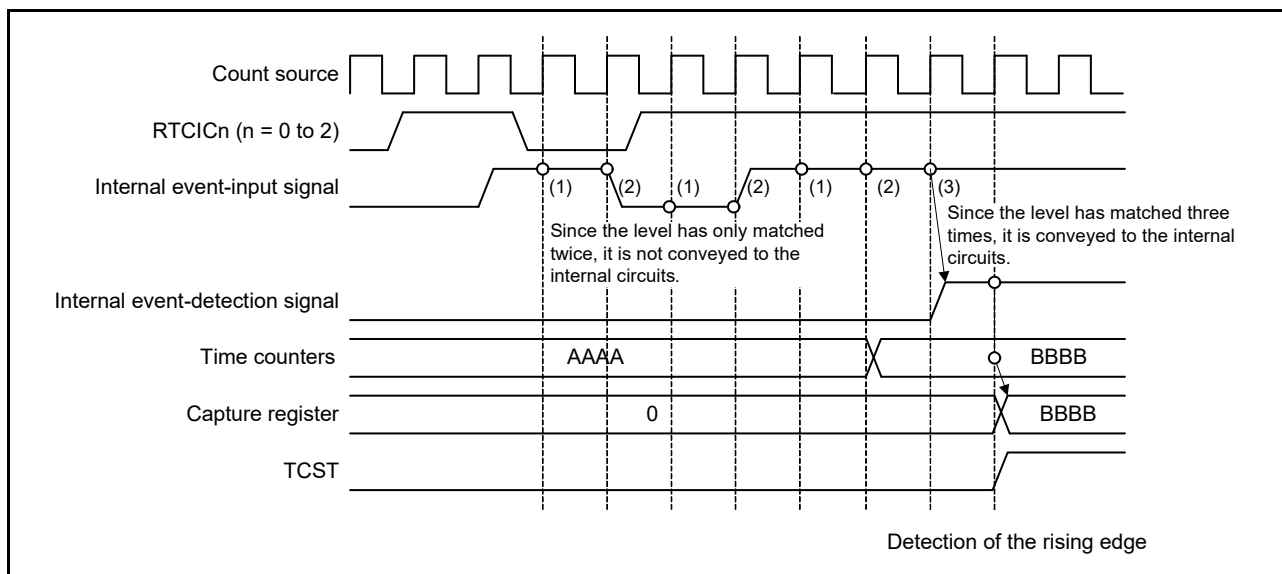 Count source
RTCICn (n = 0 to 2)
Internal event-input signal
(1)
(2)
(1)
(2)
(1)
(2)
(3)
Since the level has only matched
twice, it is not conveyed to the
internal circuits.
Since the level has matched three
times, it is conveyed to the internal
circuits.
Internal event-detection signal
Time counters
AAAA
BBBB
Capture register
0
BBBB
TCST
Detection of the rising edge